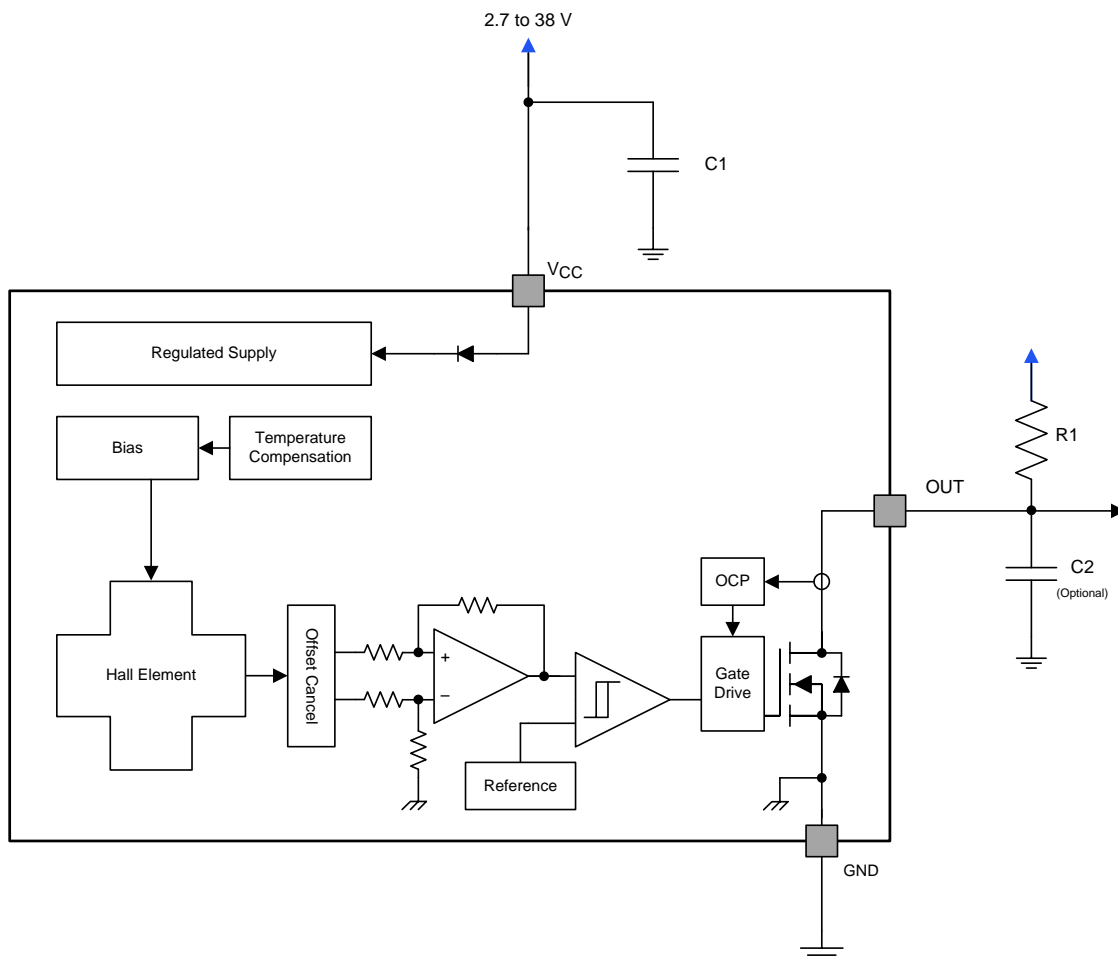 2.7 to 38 V
C1
VCC
Regulated Supply
Bias
Temperature
Compensation
R1
OUT
C2
(Optional)
OCP
Hall Element
Offset Cancel
+
–
Gate
Drive
Reference
GND